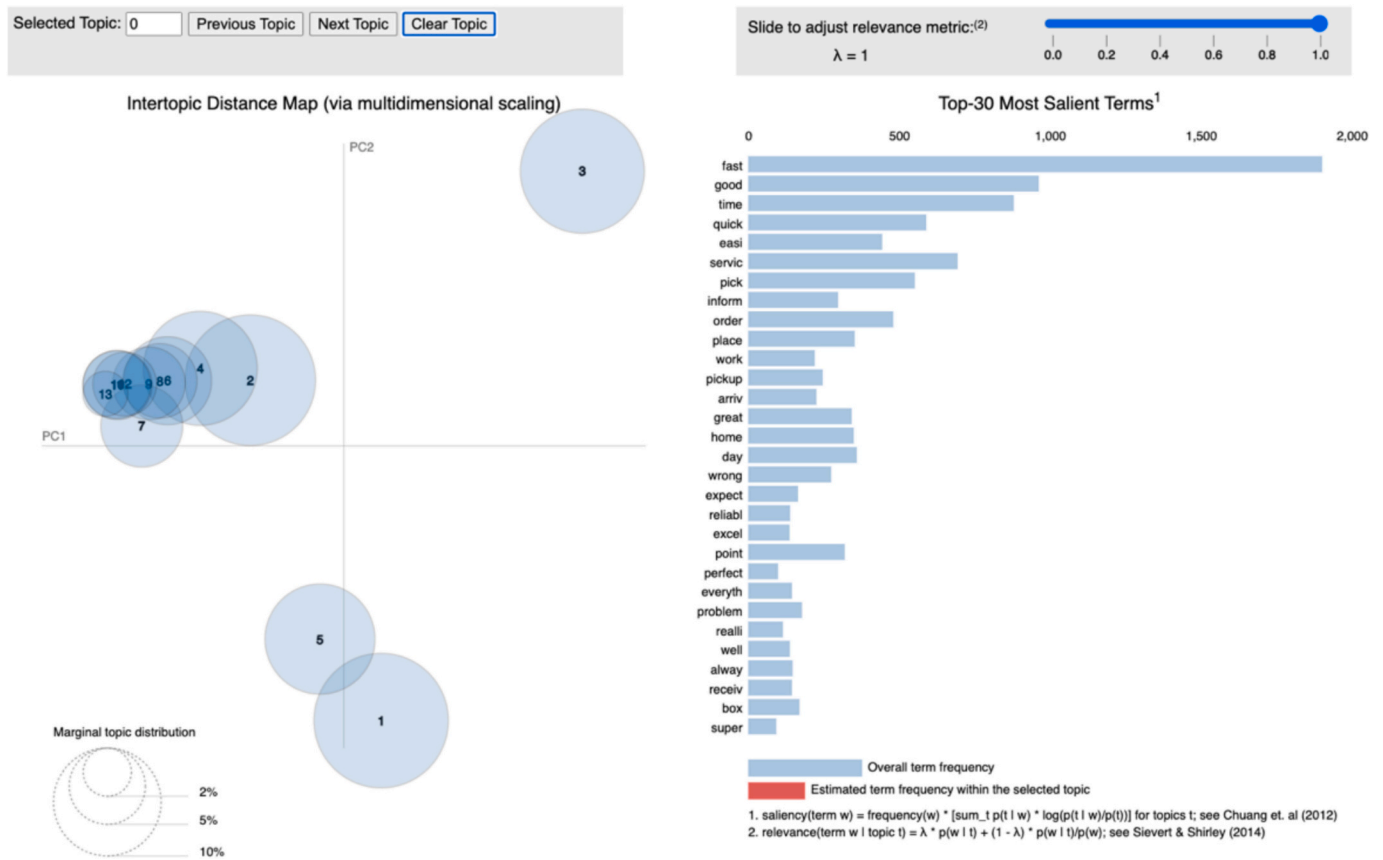 Selected Topic: 0 Previous Topic Next Topic Clear Topic
Slide to adjust relevance metric:(2)
λ = 1
0.0 0.2 0.4 0.6 0.8 1.0
Intertopic Distance Map (via multidimensional scaling)
PC2
PC1
3
4
2
6
8
9
13
7
5
1
Marginal topic distribution
2%
5%
10%
Top-30 Most Salient Terms1
0 500 1,000 1,500 2,000
fast
good
time
quick
easi
servic
pick
inform
order
place
work
pickup
arriv
great
home
day
wrong
expect
reliabl
excel
point
perfect
everyth
problem
realli
well
alway
receiv
box
super
Overall term frequency
Estimated term frequency within the selected topic
1. saliency(term w) = frequency(w) * [sum_t p(t | w) * log(p(t | w)/p(t))] for topics t; see Chuang et. al (2012)
2. relevance(term w | topic t) = λ * p(w | t) + (1 - λ) * p(w | t)/p(w); see Sievert & Shirley (2014)